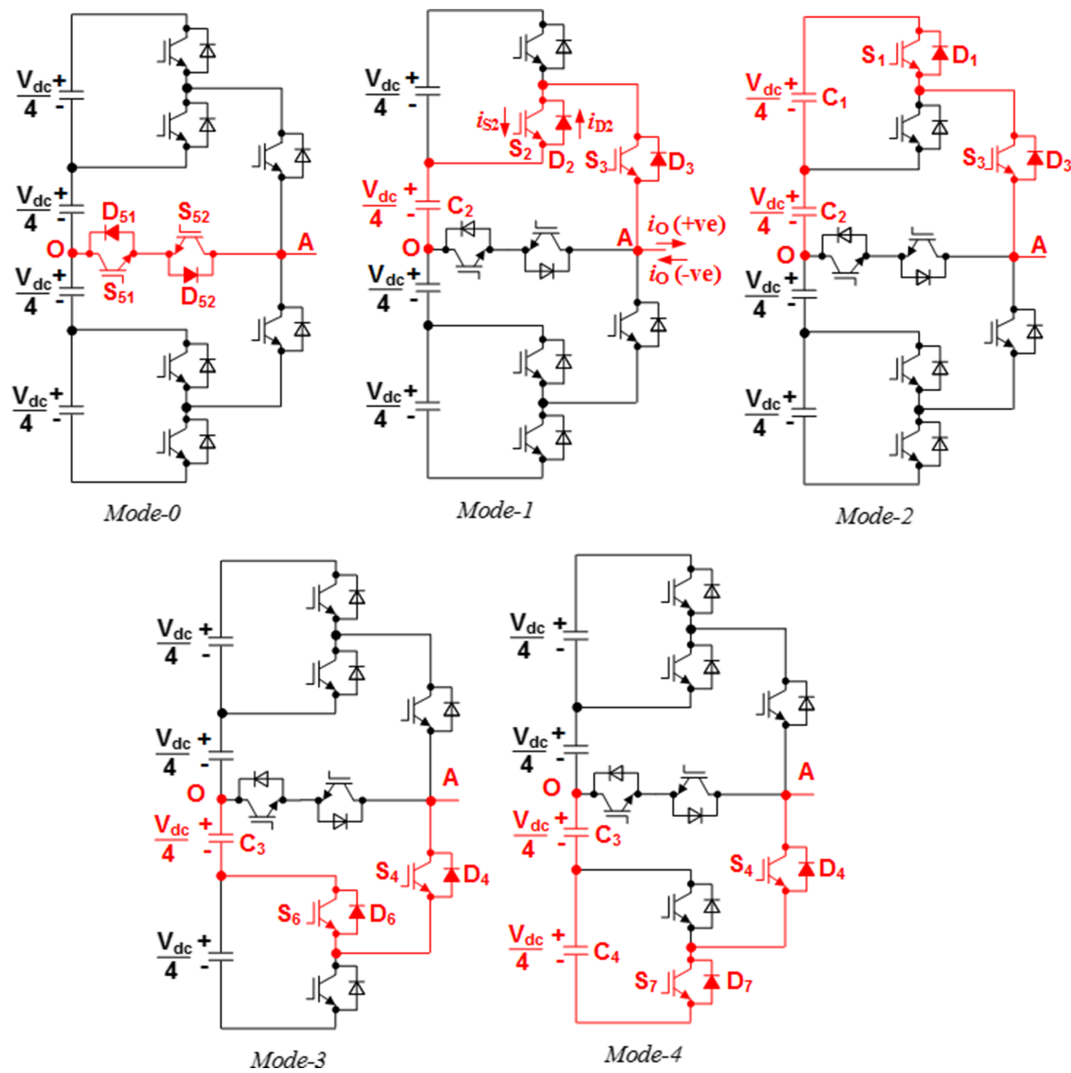 Vdc + S1 D1
4 - C1
Vdc +
4 -
Vdc +
4 -
iS2 iD2
S2 D2 S3 D3
S3 D3
Vdc +
4 -
D51 S52
O A
S51 D52
Vdc +
4 - C2
O A iO (+ve)
iO (-ve)
Vdc +
4 - C2
O A
Vdc +
4 -
Vdc +
4 -
Vdc +
4 -
Vdc +
4 -
Vdc +
4 -
Vdc +
4 -
Mode-0
Mode-1
Mode-2
Vdc +
4 -
Vdc +
4 -
Vdc +
4 -
Vdc +
4 -
O A
O A
Vdc +
4 - C3
S4 D4
Vdc +
4 - C3
S4 D4
S6 D6
Vdc +
4 -
Vdc +
4 - C4
S7 D7
Mode-3
Mode-4